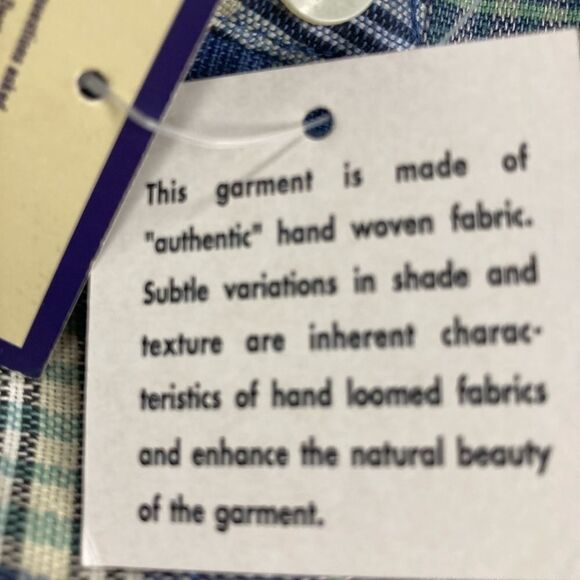 This garment is made of
"authentic" hand woven fabric.
Subtle variations in shade and
texture are inherent charac-
teristics of hand loomed fabrics
and enhance the natural beauty
of the garment.